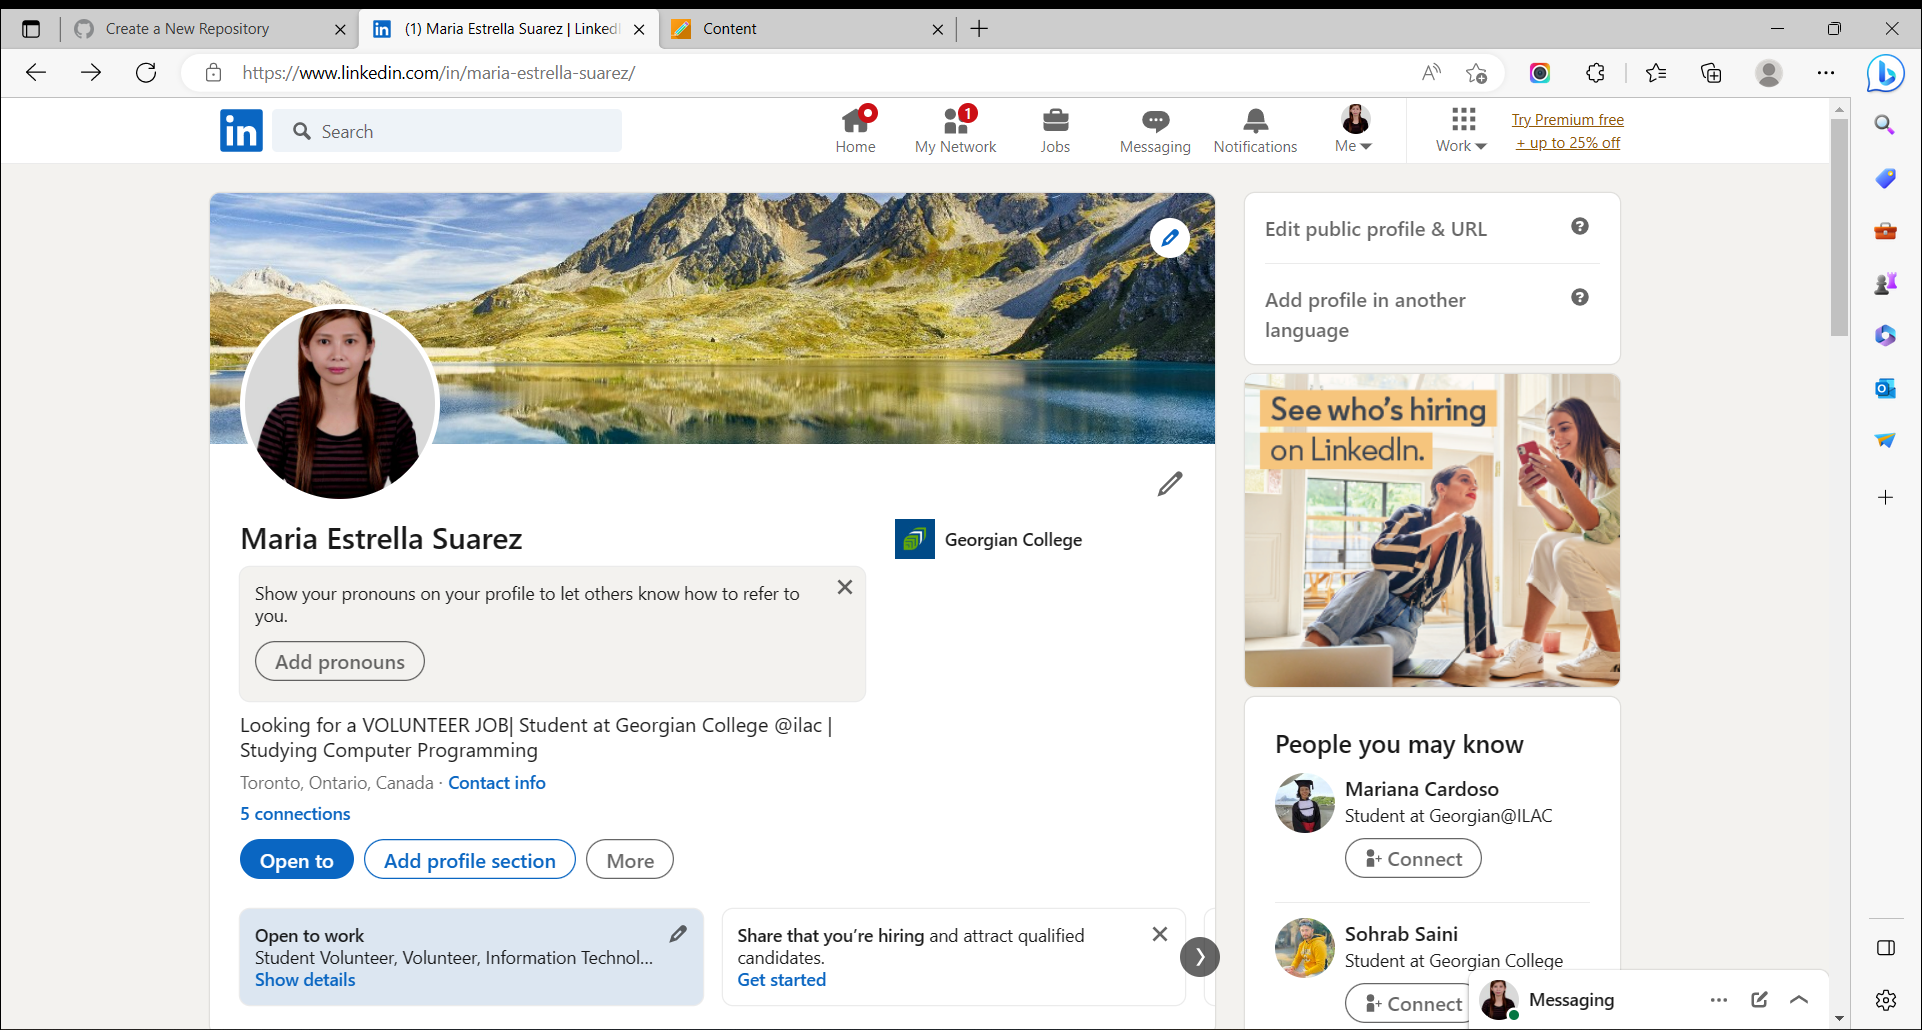 Create a New Repository
(1) Maria Estrella Suarez | Linked
Content
https://www.linkedin.com/in/maria-estrella-suarez/
in
Search
Home
1
My Network
Jobs
Messaging
Notifications
Me
Work
Try Premium free
+ up to 25% off
Edit public profile & URL
Add profile in another
language
See who's hiring
on LinkedIn.
Maria Estrella Suarez
Georgian College
Show your pronouns on your profile to let others know how to refer to
you.
Add pronouns
Looking for a VOLUNTEER JOB| Student at Georgian College @ilac |
Studying Computer Programming
Toronto, Ontario, Canada · Contact info
5 connections
Open to
Add profile section
More
Open to work
Student Volunteer, Volunteer, Information Technol...
Show details
Share that you're hiring and attract qualified
candidates.
Get started
People you may know
Mariana Cardoso
Student at Georgian@ILAC
Connect
Sohrab Saini
Student at Georgian College
Connect
Messaging